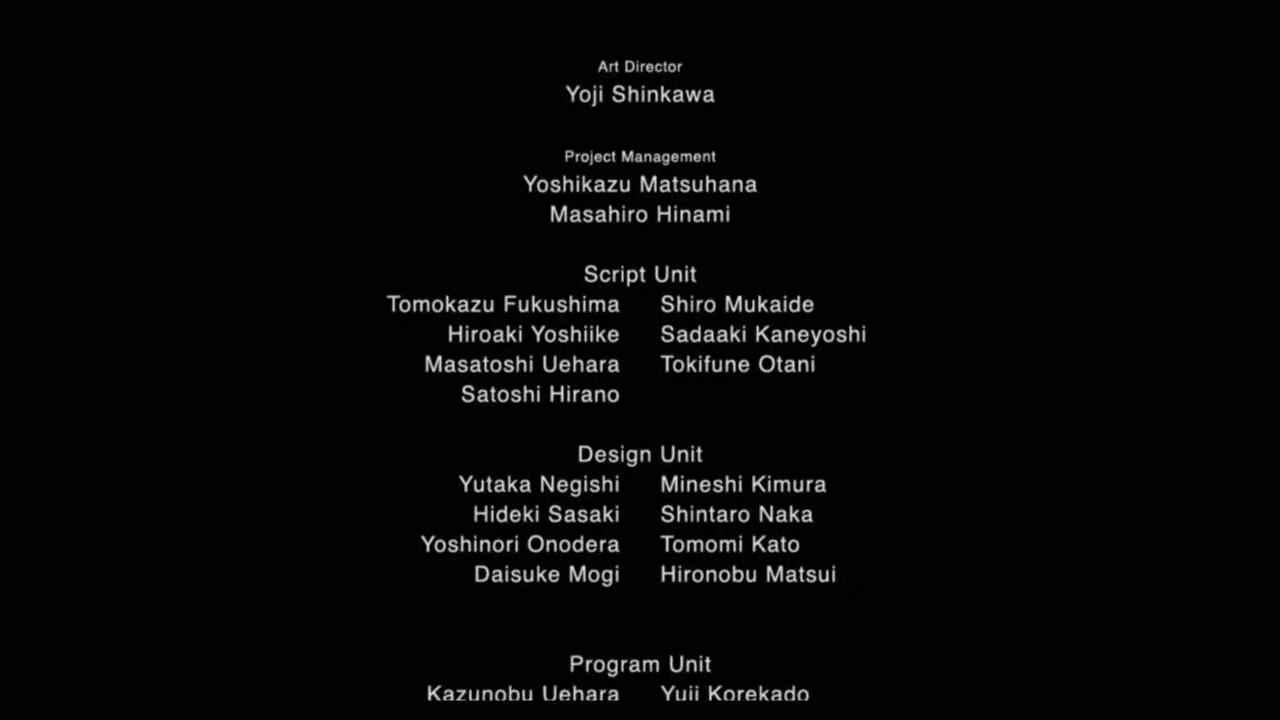 Art Director
Yoji Shinkawa
Project Management
Yoshikazu Matsuhana
Masahiro Hinami
Script Unit
Tomokazu Fukushima Shiro Mukaide
Hiroaki Yoshiike Sadaaki Kaneyoshi
Masatoshi Uehara Tokifune Otani
Satoshi Hirano
Design Unit
Yutaka Negishi Mineshi Kimura
Hideki Sasaki Shintaro Naka
Yoshinori Onodera Tomomi Kato
Daisuke Mogi Hironobu Matsui
Program Unit
Kazunobu Uehara Yuji Korekado